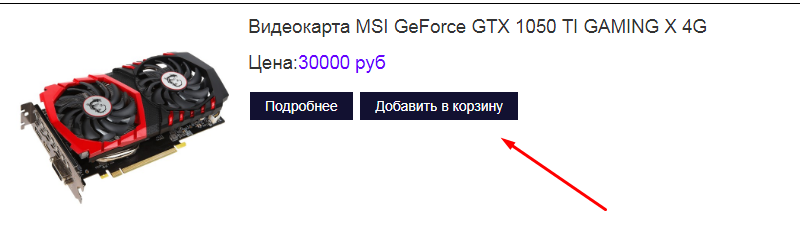 Видеокарта MSI GeForce GTX 1050 TI GAMING X 4G
Цена:30000 руб
Подробнее Добавить в корзину